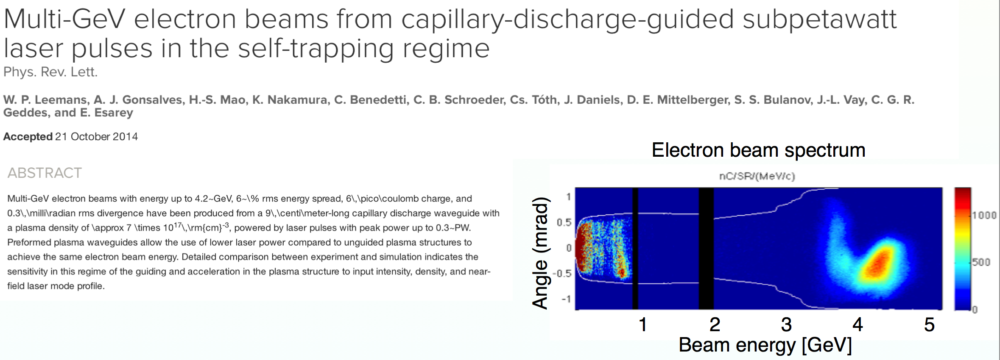 Multi-GeV electron beams from capillary-discharge-guided subpetawatt
laser pulses in the self-trapping regime
Phys. Rev. Lett.
W. P. Leemans, A. J. Gonsalves, H.-S. Mao, K. Nakamura, C. Benedetti, C. B. Schroeder, Cs. Tóth, J. Daniels, D. E. Mittelberger, S. S. Bulanov, J.-L. Vay, C. G. R.
Geddes, and E. Esarey
Accepted 21 October 2014
ABSTRACT
Multi-GeV electron beams with energy up to 4.2~GeV, 6~\% rms energy spread, 6\,\pico\coulomb charge, and
0.3\,\milli\radian rms divergence have been produced from a 9\,\centi\meter-long capillary discharge waveguide with
a plasma density of \approx 7 \times 10^17\,\rm{cm}^-3, powered by laser pulses with peak power up to 0.3~PW.
Preformed plasma waveguides allow the use of lower laser power compared to unguided plasma structures to
achieve the same electron beam energy. Detailed comparison between experiment and simulation indicates the
sensitivity in this regime of the guiding and acceleration in the plasma structure to input intensity, density, and near-
field laser mode profile.
Electron beam spectrum
nC/SR/(MeV/c)
Angle (mrad)
1
0.5
0
-0.5
-1
1000
500
0
1 2 3 4 5
Beam energy [GeV]